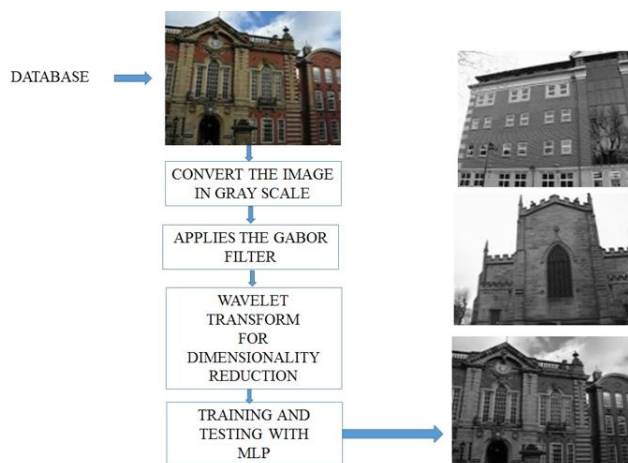 DATABASE
CONVERT THE IMAGE
IN GRAY SCALE
APPLIES THE GABOR
FILTER
WAVELET
TRANSFORM
FOR
DIMENSIONALITY
REDUCTION
TRAINING AND
TESTING WITH
MLP